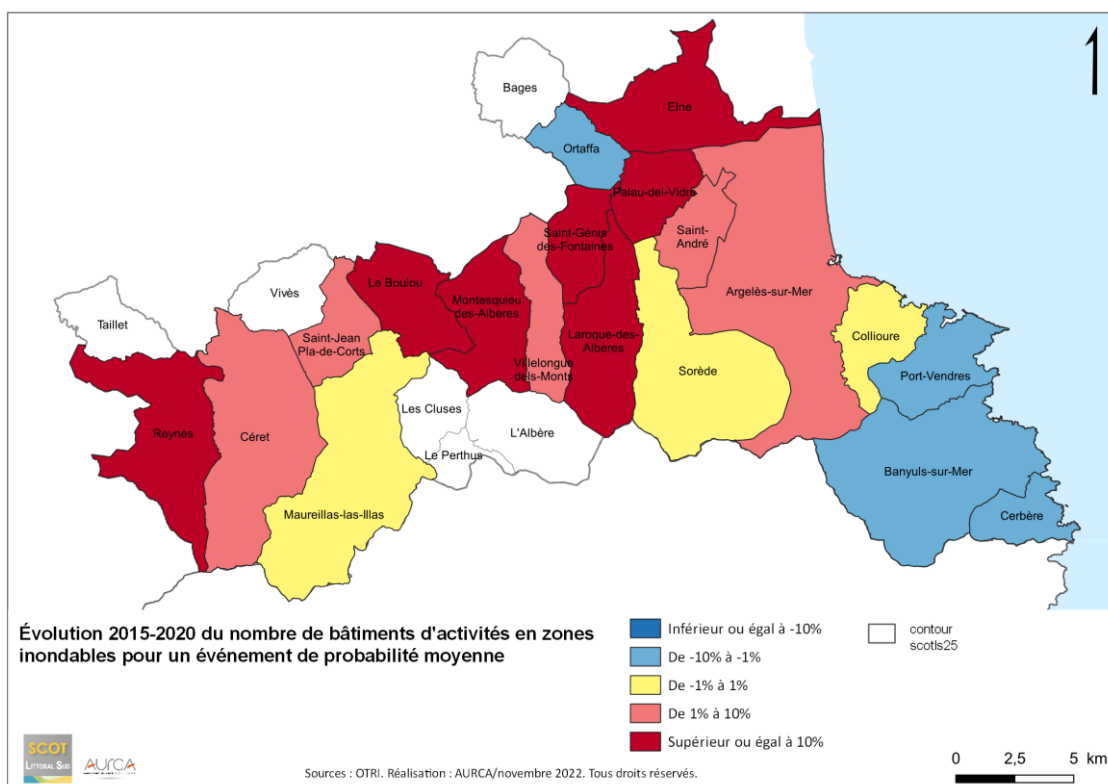 Bages
Elne
Ortaffa
Palau-del-Vidre
Saint-Génis
des-Fontaines
Saint-
André
Le Boulou
Vivès
Taillet
Montesquieu
des-Albères
Argelès-sur-Mer
Saint-Jean
Pla-de-Corts
Laroque-des-
Albères
Collioure
Villelongue
dels-Monts
Sorède
Port-Vendres
Les Cluses
L'Albère
Reynès
Céret
Le Perthus
Banyuls-sur-Mer
Maureillas-las-Illas
Cerbère
Évolution 2015-2020 du nombre de bâtiments d'activités en zones
inondables pour un événement de probabilité moyenne
Inférieur ou égal à -10%
De -10% à -1%
De -1% à 1%
De 1% à 10%
Supérieur ou égal à 10%
contour
scotls25
SCOT
LITTORAL SUD
AURCA
Sources : OTRI. Réalisation : AURCA/novembre 2022. Tous droits réservés.
0 2,5 5 km